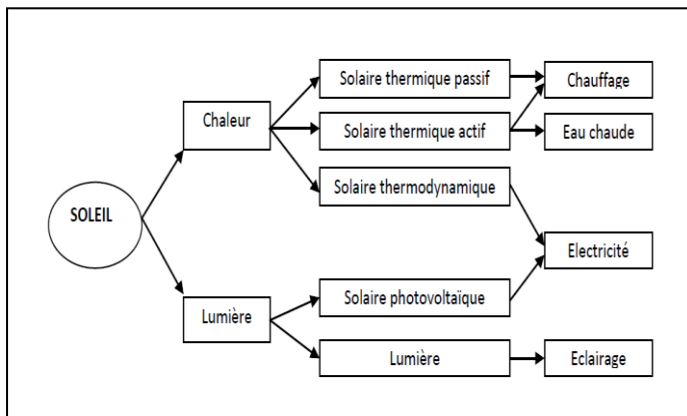 SOLEIL
Chaleur
Lumière
Solaire thermique passif
Solaire thermique actif
Solaire thermodynamique
Solaire photovoltaïque
Lumière
Chauffage
Eau chaude
Electricité
Eclairage